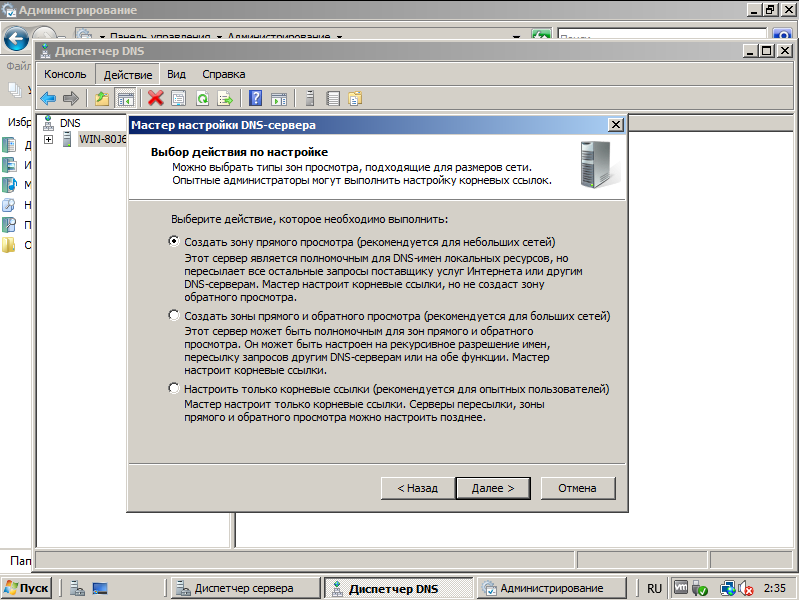 Администрирование
Панель управления
Администрирование
Диспетчер DNS
Консоль Действие Вид Справка
DNS
WIN-80J6
Мастер настройки DNS-сервера
Выбор действия по настройке
Можно выбрать типы зон просмотра, подходящие для размеров сети.
Опытные администраторы могут выполнить настройку корневых ссылок.
Выберите действие, которое необходимо выполнить:
Создать зону прямого просмотра (рекомендуется для небольших сетей)
Этот сервер является полномочным для DNS-имен локальных ресурсов, но
пересылает все остальные запросы поставщику услуг Интернета или другим
DNS-серверам. Мастер настроит корневые ссылки, но не создаст зону
обратного просмотра.
Создать зоны прямого и обратного просмотра (рекомендуется для больших сетей)
Этот сервер может быть полномочным для зон прямого и обратного
просмотра. Он может быть настроен на рекурсивное разрешение имен,
пересылку запросов другим DNS-серверам или на обе функции. Мастер
настроит корневые ссылки.
Настроить только корневые ссылки (рекомендуется для опытных пользователей)
Мастер настроит только корневые ссылки. Серверы пересылки, зоны
прямого и обратного просмотра можно настроить позднее.
< Назад Далее > Отмена
Пуск Диспетчер сервера Диспетчер DNS Администрирование RU 2:35